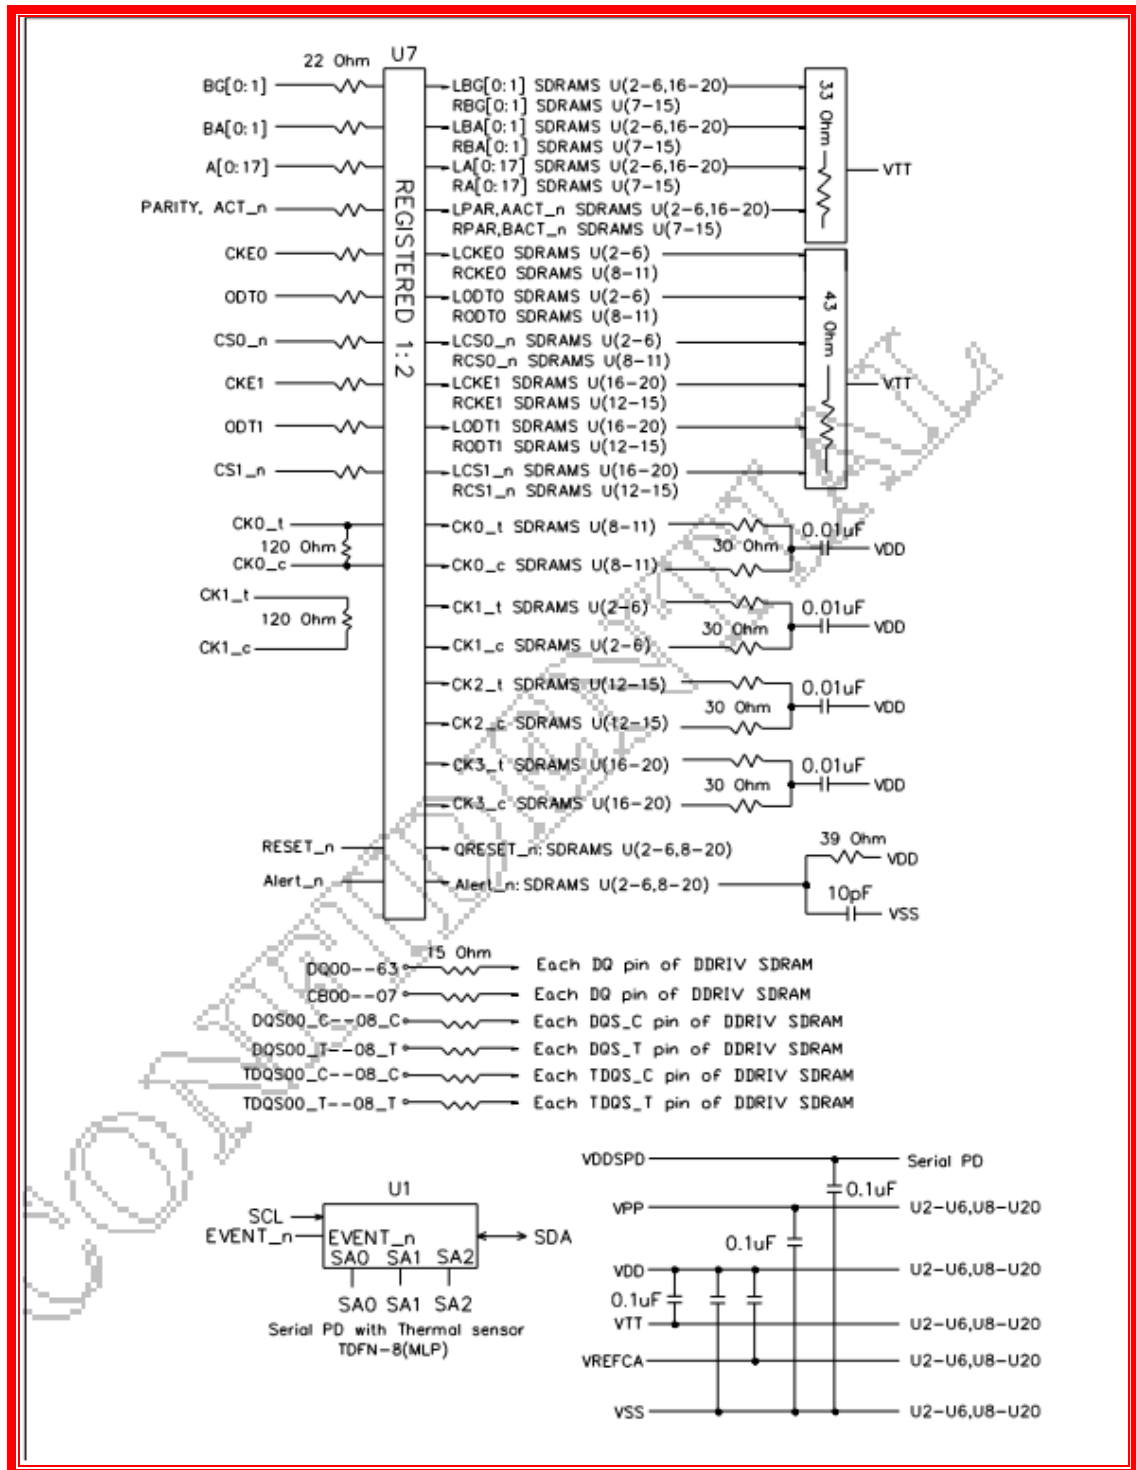 22 Ohm
U7
BG[0:1]
LBG[0:1] SDRAMS U(2-6,16-20)
RBG[0:1] SDRAMS U(7-15)
BA[0:1]
LBA[0:1] SDRAMS U(2-6,16-20)
RBA[0:1] SDRAMS U(7-15)
A[0:17]
LA[0:17] SDRAMS U(2-6,16-20)
RA[0:17] SDRAMS U(7-15)
PARITY, ACT_n
LPAR,AACT_n SDRAMS U(2-6,16-20)
RPAR,BACT_n SDRAMS U(7-15)
33 Ohm
VTT
REGISTERED 1:2
CKE0
LCKE0 SDRAMS U(2-6)
RCKE0 SDRAMS U(8-11)
ODT0
LODT0 SDRAMS U(2-6)
RODT0 SDRAMS U(8-11)
CS0_n
LCS0_n SDRAMS U(2-6)
RCS0_n SDRAMS U(8-11)
CKE1
LCKE1 SDRAMS U(16-20)
RCKE1 SDRAMS U(12-15)
ODT1
LODT1 SDRAMS U(16-20)
RODT1 SDRAMS U(12-15)
CS1_n
LCS1_n SDRAMS U(16-20)
RCS1_n SDRAMS U(12-15)
43 Ohm
VTT
CK0_t
120 Ohm
CK0_c
CK0_t SDRAMS U(8-11)
30 Ohm
0.01uF
VDD
CK0_c SDRAMS U(8-11)
CK1_t
120 Ohm
CK1_c
CK1_t SDRAMS U(2-6)
30 Ohm
0.01uF
VDD
CK1_c SDRAMS U(2-6)
CK2_t SDRAMS U(12-15)
30 Ohm
0.01uF
VDD
CK2_c SDRAMS U(12-15)
CK3_t SDRAMS U(16-20)
30 Ohm
0.01uF
VDD
CK3_c SDRAMS U(16-20)
RESET_n
QRESET_n: SDRAMS U(2-6,8-20)
Alert_n
Alert_n: SDRAMS U(2-6,8-20)
39 Ohm
VDD
10pF
VSS
15 Ohm
DQ00--63 Each DQ pin of DDRIV SDRAM
CB00--07 Each DQ pin of DDRIV SDRAM
DQS00_C--08_C Each DQS_C pin of DDRIV SDRAM
DQS00_T--08_T Each DQS_T pin of DDRIV SDRAM
TDQS00_C--08_C Each TDQS_C pin of DDRIV SDRAM
TDQS00_T--08_T Each TDQS_T pin of DDRIV SDRAM
U1
SCL
EVENT_n
EVENT_n
SA0 SA1 SA2
SDA
SA0 SA1 SA2
Serial PD with Thermal sensor
TDFN-8(MLP)
VDDSPD
Serial PD
0.1uF
VPP
U2-U6,U8-U20
0.1uF
VDD
U2-U6,U8-U20
0.1uF
VTT
U2-U6,U8-U20
VREFCA
U2-U6,U8-U20
VSS
U2-U6,U8-U20
CONFIDENTIAL